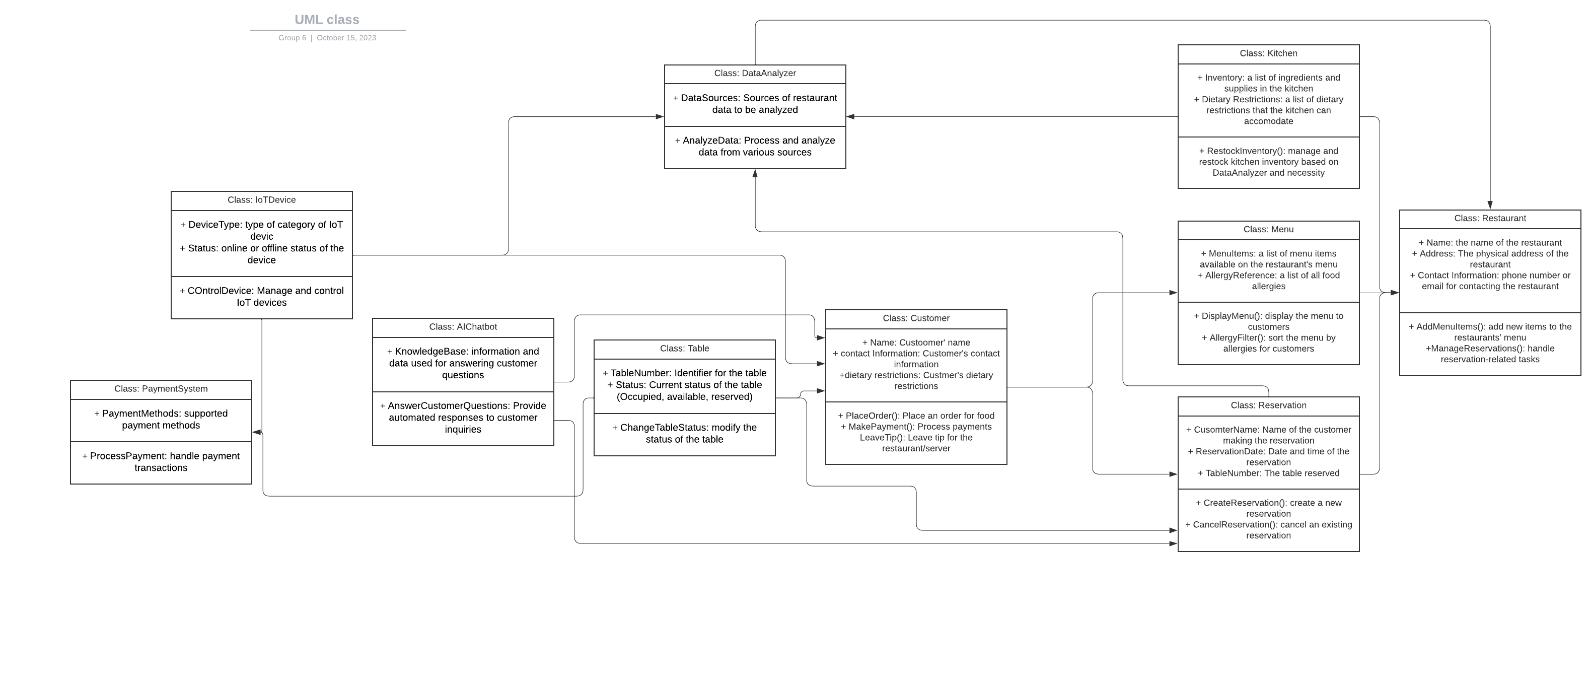 UML class
Group 6 | October 15, 2023
Class: DataAnalyzer
+ DataSources: Sources of restaurant
data to be analyzed
+ AnalyzeData: Process and analyze
data from various sources
Class: Kitchen
+ Inventory: a list of ingredients and
supplies in the kitchen
+ Dietary Restrictions: a list of dietary
restrictions that the kitchen can
accomodate
+ RestockInventory(): manage and
restock kitchen inventory based on
DataAnalyzer and necessity
Class: IoTDevice
+ DeviceType: type of category of IoT
devic
+ Status: online or offline status of the
device
+ COntrolDevice: Manage and control
IoT devices
Class: Menu
+ MenuItems: a list of menu items
available on the restaurant's menu
+ AllergyReference: a list of all food
allergies
+ DisplayMenu(): display the menu to
customers
+ AllergyFilter(): sort the menu by
allergies for customers
Class: Restaurant
+ Name: the name of the restaurant
+ Address: The physical address of the
restaurant
+ Contact Information: phone number or
email for contacting the restaurant
+ AddMenuItems(): add new items to the
restaurants' menu
+ManageReservations(): handle
reservation-related tasks
Class: AIChatbot
+ KnowledgeBase: information and
data used for answering customer
questions
+ AnswerCustomerQuestions: Provide
automated responses to customer
inquiries
Class: Table
+ TableNumber: Identifier for the table
+ Status: Current status of the table
(Occupied, available, reserved)
+ ChangeTableStatus: modify the
status of the table
Class: Customer
+ Name: Custoomer' name
+ contact Information: Customer's contact
information
+dietary restrictions: Custmer's dietary
restrictions
+ PlaceOrder(): Place an order for food
+ MakePayment(): Process payments
LeaveTip(): Leave tip for the
restaurant/server
Class: PaymentSystem
+ PaymentMethods: supported
payment methods
+ ProcessPayment: handle payment
transactions
Class: Reservation
+ CusomterName: Name of the customer
making the reservation
+ ReservationDate: Date and time of the
reservation
+ TableNumber: The table reserved
+ CreateReservation(): create a new
reservation
+ CancelReservation(): cancel an existing
reservation